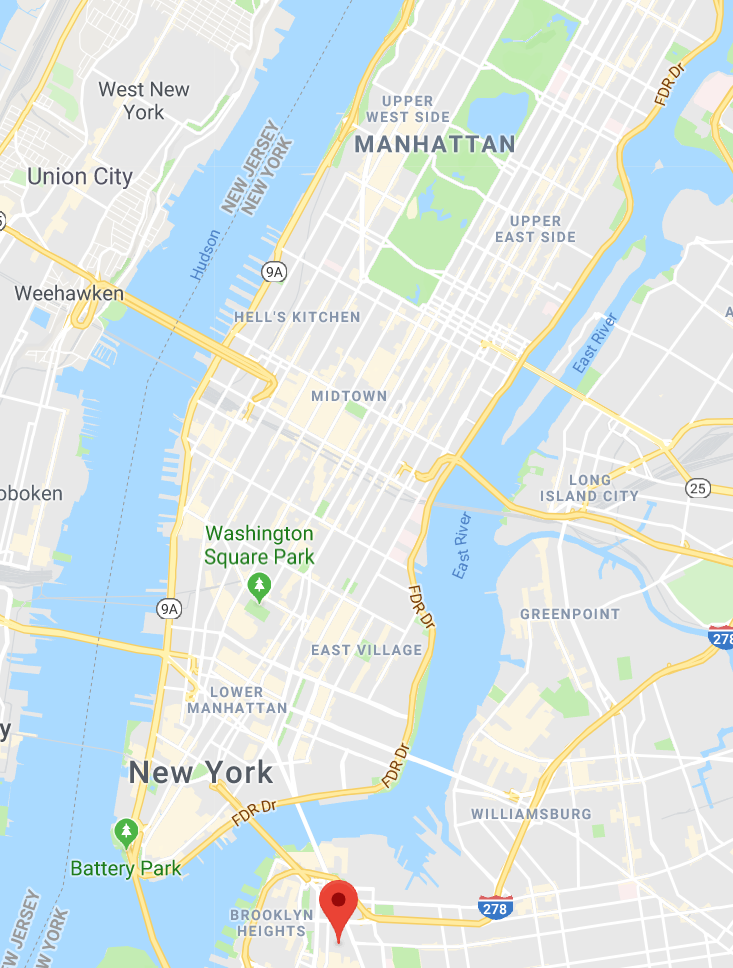 FDR Dr
West New
York
UPPER
WEST SIDE
MANHATTAN
Union City
NEW JERSEY
NEW YORK
UPPER
EAST SIDE
Hudson
9A
Weehawken
HELL'S KITCHEN
East River
MIDTOWN
LONG
ISLAND CITY
25
oboken
Washington
Square Park
East River
9A
FDR Dr
GREENPOINT
278
EAST VILLAGE
LOWER
MANHATTAN
y
New York
FDR Dr
FDR Dr
WILLIAMSBURG
Battery Park
278
BROOKLYN
HEIGHTS
W JERSEY
W YORK